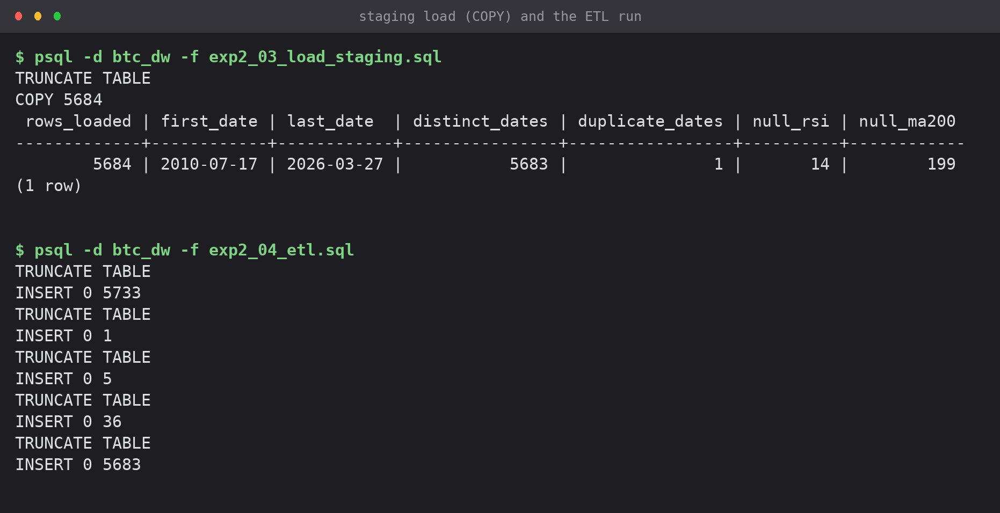 staging load (COPY) and the ETL run
$ psql -d btc_dw -f exp2_03_load_staging.sql
TRUNCATE TABLE
COPY 5684
 rows_loaded | first_date | last_date  | distinct_dates | duplicate_dates | null_rsi | null_ma200
-------------+------------+------------+----------------+-----------------+----------+------------
        5684 | 2010-07-17 | 2026-03-27 |           5683 |               1 |       14 |        199
(1 row)
$ psql -d btc_dw -f exp2_04_etl.sql
TRUNCATE TABLE
INSERT 0 5733
TRUNCATE TABLE
INSERT 0 1
TRUNCATE TABLE
INSERT 0 5
TRUNCATE TABLE
INSERT 0 36
TRUNCATE TABLE
INSERT 0 5683